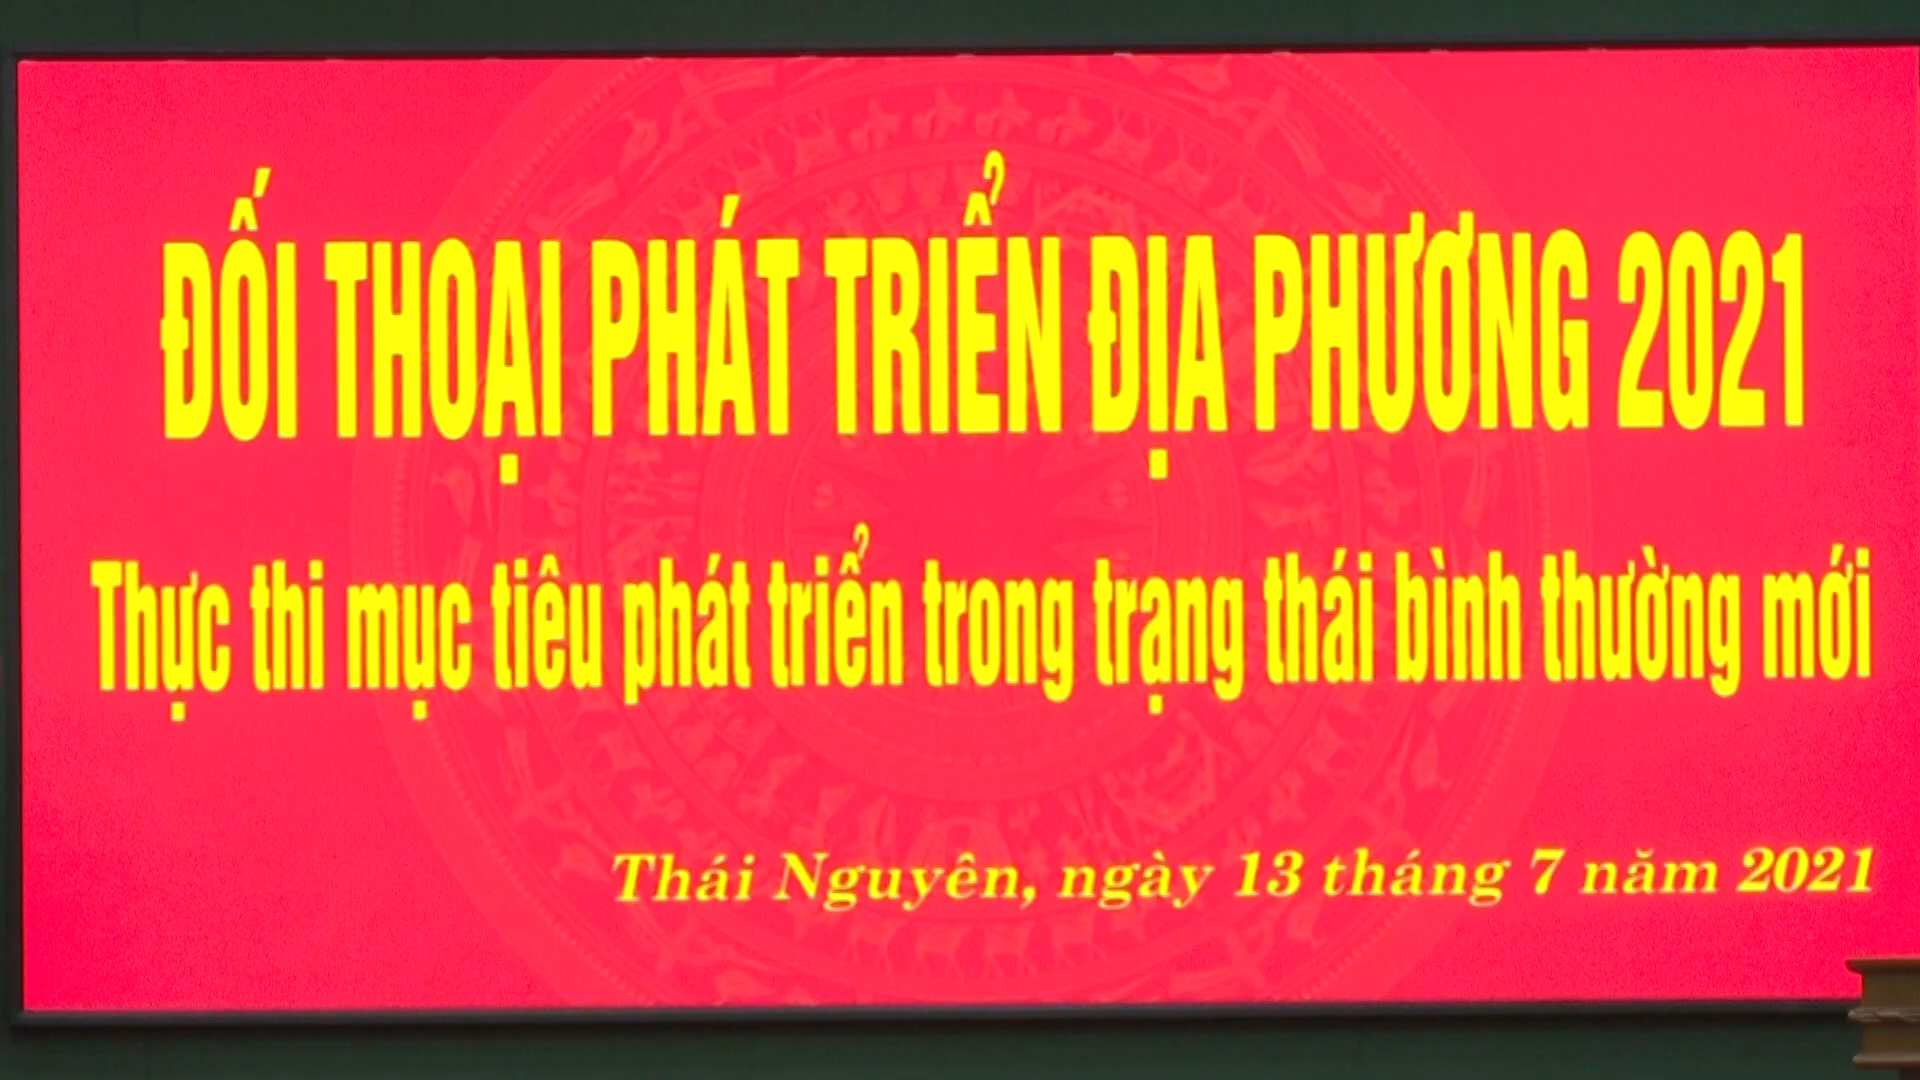 ĐỐI THOẠI PHÁT TRIỂN ĐỊA PHƯƠNG 2021
Thực thi mục tiêu phát triển trong trạng thái bình thường mới
Thái Nguyên, ngày 13 tháng 7 năm 2021